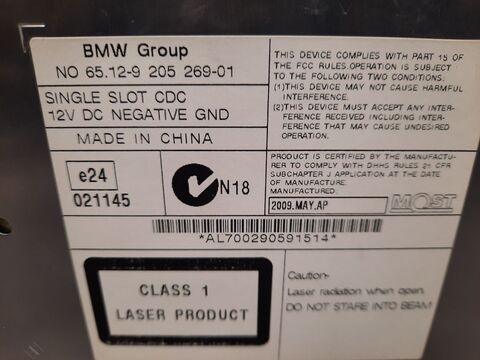 BMW Group
NO 65.12-9 205 269-01
SINGLE SLOT CDC
12V DC NEGATIVE GND
MADE IN CHINA
e24
021145
N18
THIS DEVICE COMPLIES WITH PART 15 OF
THE FCC RULES.OPERATION IS SUBJECT
TO THE FOLLOWING TWO CONDITIONS:
(1)THIS DEVICE MAY NOT CAUSE HARMFUL
INTERFERENCE.
(2)THIS DEVICE MUST ACCEPT ANY INTER-
FERENCE RECEIVED INCLUDING INTER-
FERENCE THAT MAY CAUSE UNDESIRED
OPERATION.
PRODUCT IS CERTIFIED BY THE MANUFACTU-
RER TO COMPLY WITH DHHS RULES 21 CFR
SUBCHAPTER J APPLICATION AT THE DATE
OF MANUFACTURE.
MANUFACTURED:
2009.MAY.AP
MOST
*AL700290591514*
CLASS 1
LASER PRODUCT
Caution-
Laser radiation when open.
DO NOT STARE INTO BEAM